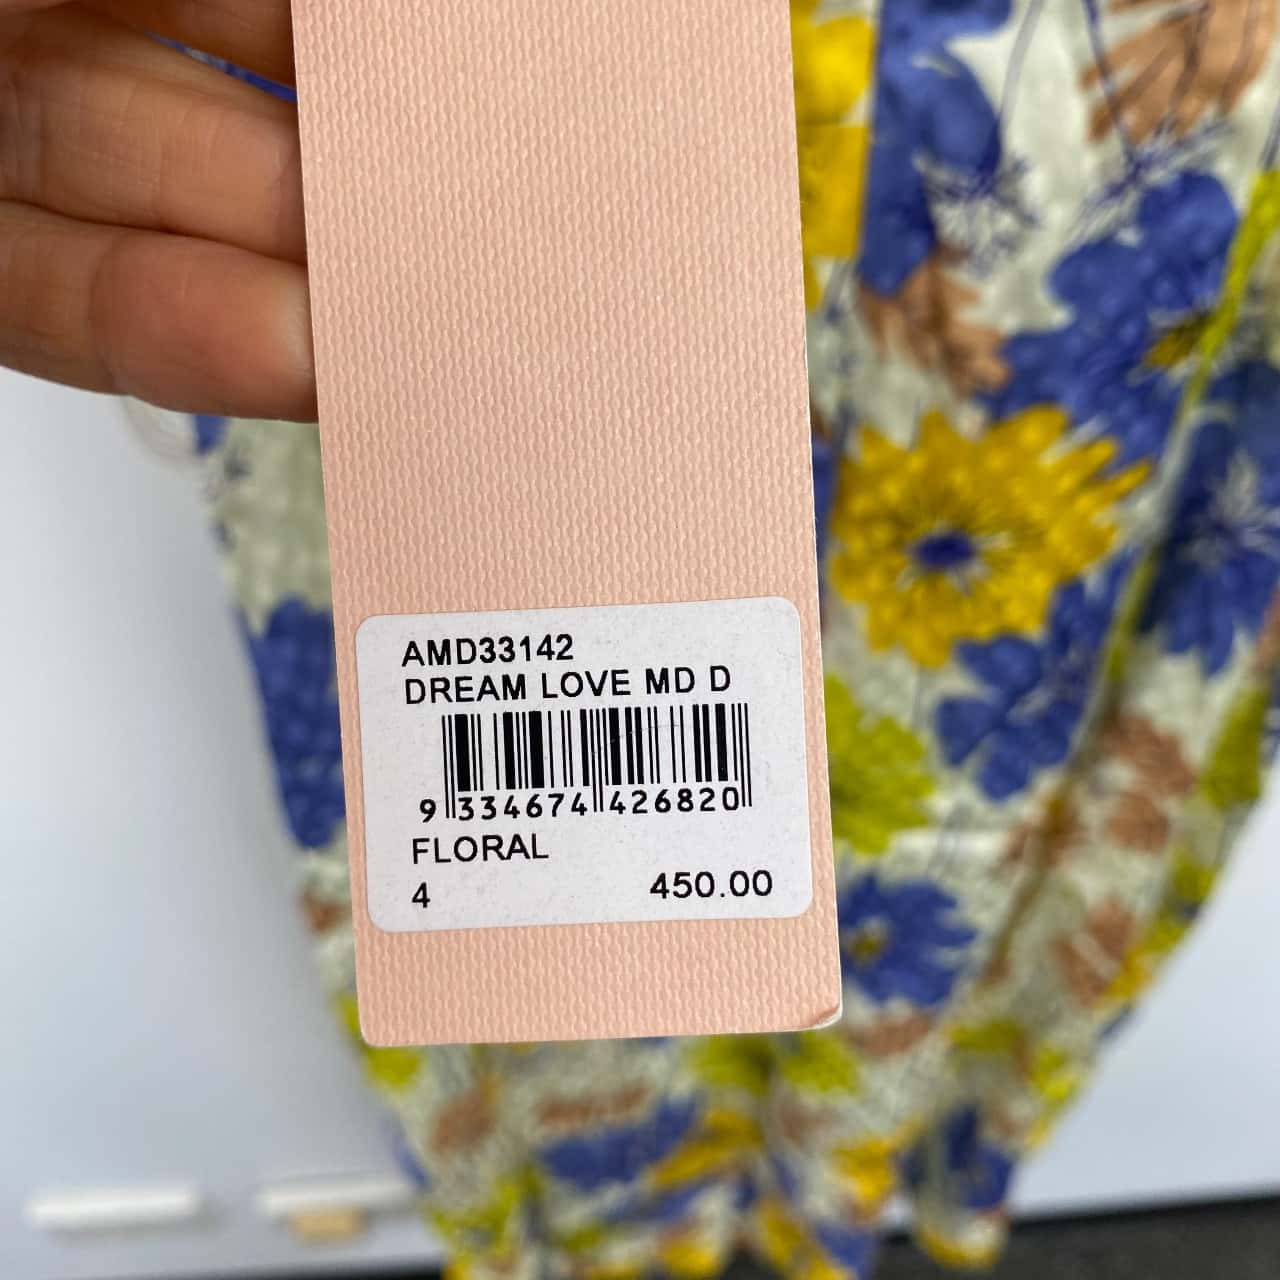 AMD33142
DREAM LOVE MD D
9 334674 426820
FLORAL
4 450.00